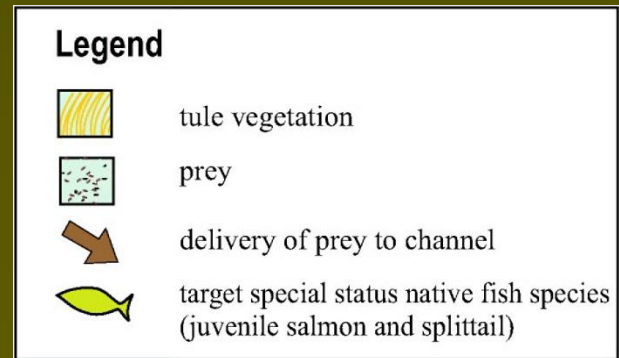 Legend
tule vegetation
prey
delivery of prey to channel
target special status native fish species
(juvenile salmon and splittail)